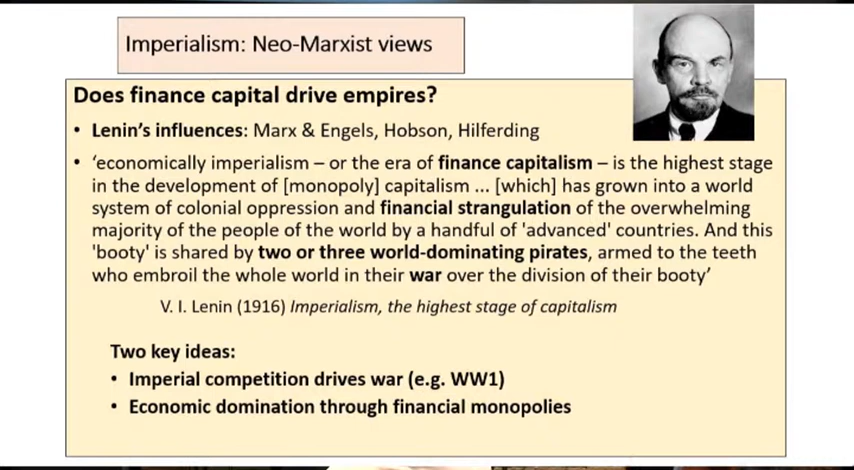 Imperialism: Neo-Marxist views
Does finance capital drive empires?
• Lenin's influences: Marx & Engels, Hobson, Hilferding
• 'economically imperialism – or the era of finance capitalism – is the highest stage
in the development of [monopoly] capitalism ... [which] has grown into a world
system of colonial oppression and financial strangulation of the overwhelming
majority of the people of the world by a handful of 'advanced' countries. And this
'booty' is shared by two or three world-dominating pirates, armed to the teeth
who embroil the whole world in their war over the division of their booty'
V. I. Lenin (1916) Imperialism, the highest stage of capitalism
Two key ideas:
• Imperial competition drives war (e.g. WW1)
• Economic domination through financial monopolies